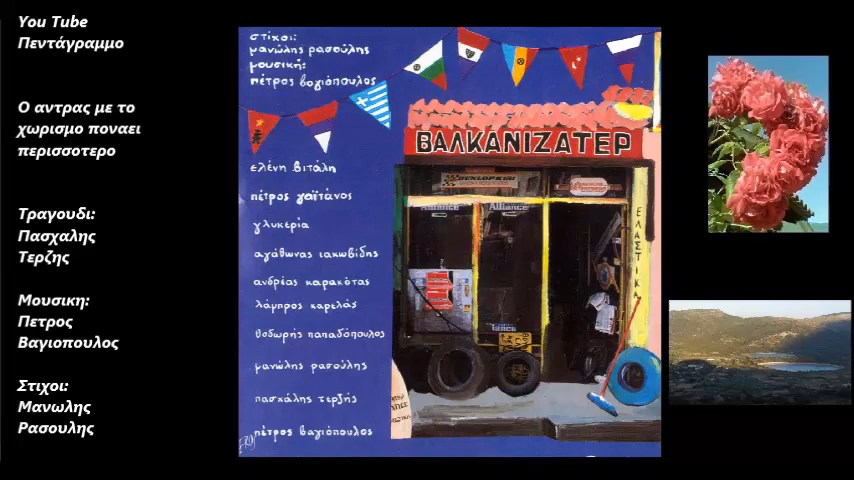 You Tube
Πεντάγραμμο
Ο αντρας με το
χωρισμο ποναει
περισσοτερο
Τραγουδι:
Πασχαλης
Τερζης
Μουσικη:
Πετρος
Βαγιοπουλος
Στιχοι:
Μανωλης
Ρασουλης
στίχοι:
μανώλης ρασούλης
μουσική:
πέτρος βαγιόπουλος
ελένη βιτάλη
πέτρος γαϊτάνος
γλυκερία
αγάθωνας ιακωβίδης
ανδρέας καρακότας
λάμπρος καρελάς
θοδωρής παπαδόπουλος
μανώλης ρασούλης
πασχάλης τερζής
πέτρος βαγιόπουλος
ΒΑΛΚΑΝΙΖΑΤΕΡ
Alliance
Alliance
ΕΛΑΣΤΙΚΑ